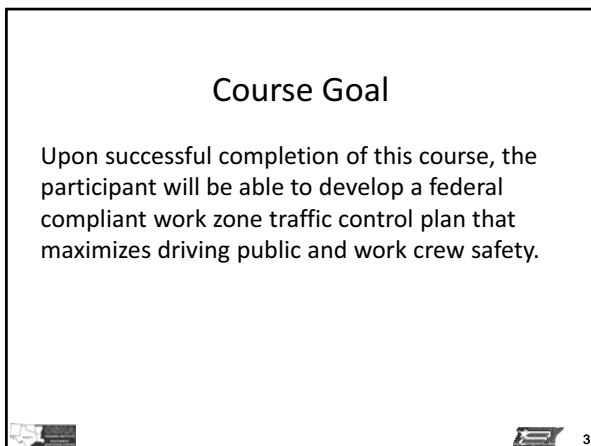 Course Goal
Upon successful completion of this course, the
participant will be able to develop a federal
compliant work zone traffic control plan that
maximizes driving public and work crew safety.
3